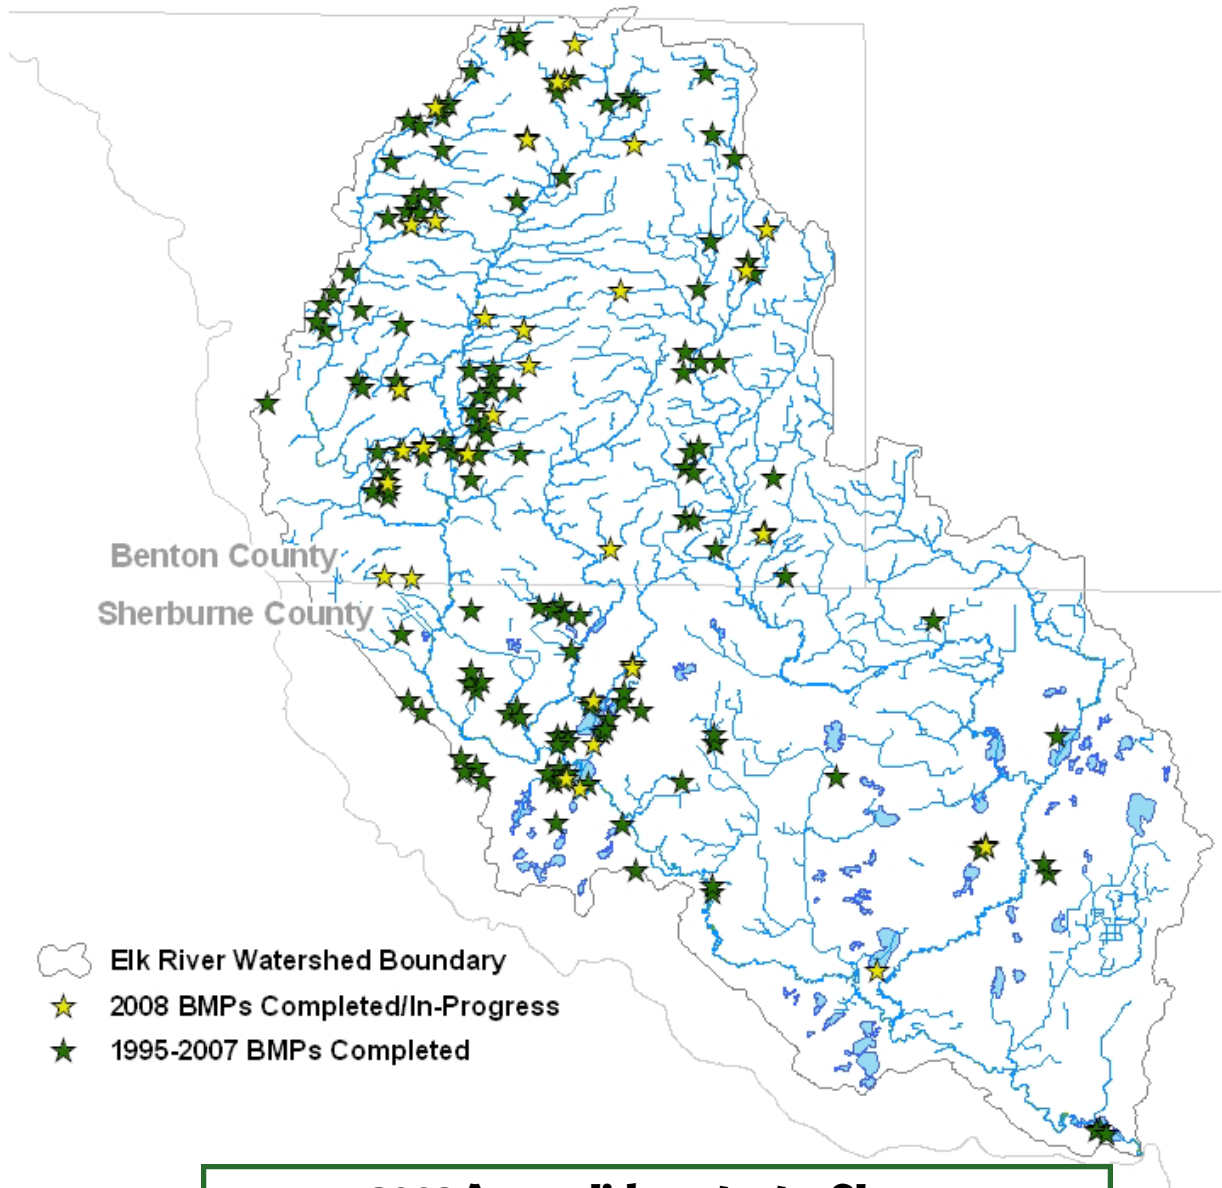 Benton County
Sherburne County
Elk River Watershed Boundary
2008 BMPs Completed/In-Progress
1995-2007 BMPs Completed